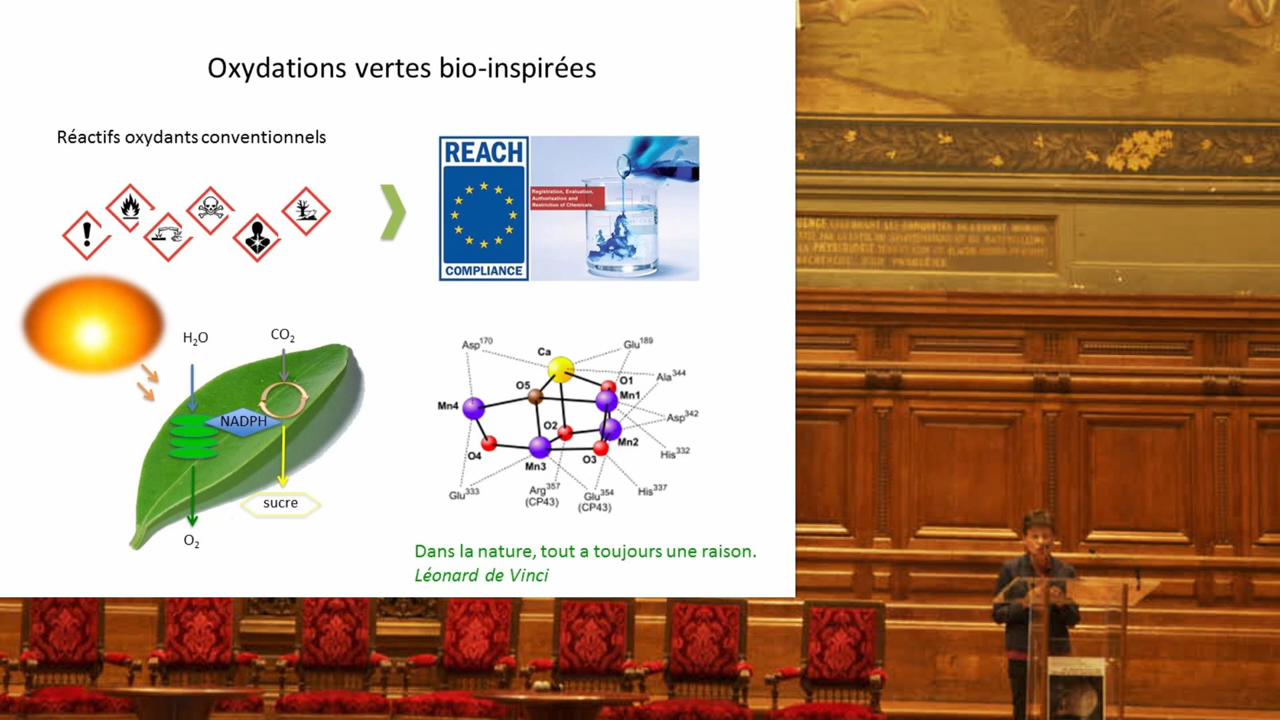 Oxydations vertes bio-inspirées
Réactifs oxydants conventionnels
REACH
COMPLIANCE
Registration, Evaluation,
Authorisation and
Restriction of CHemicals
H₂O
CO₂
NADPH
sucre
O₂
Asp¹⁷⁰
Ca
Glu¹⁸⁹
Ala³⁴⁴
O5
O1
Mn1
Mn4
Asp³⁴²
O2
Mn2
O4
Mn3
O3
His³³²
Glu³³³
Arg³⁵⁷
(CP43)
Glu³⁵⁴
(CP43)
His³³⁷
Dans la nature, tout a toujours une raison.
Léonard de Vinci